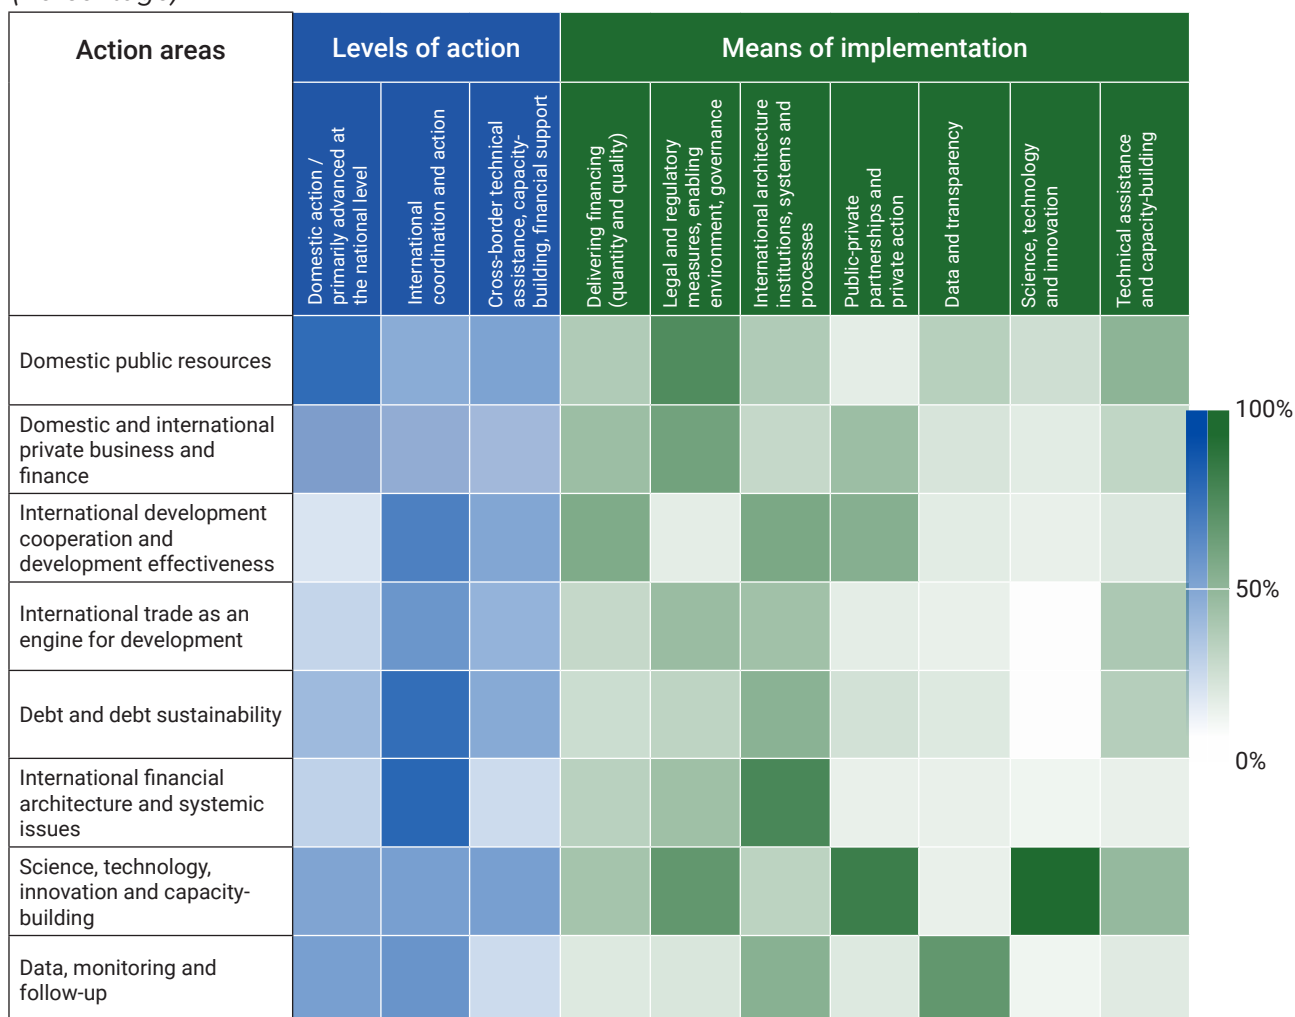 Action areas
Levels of action
Means of implementation
Domestic action /
primarily advanced at
the national level
International
coordination and action
Cross-border technical
assistance, capacity-
building, financial support
Delivering financing
(quantity and quality)
Legal and regulatory
measures, enabling
environment, governance
International architecture
institutions, systems and
processes
Public-private
partnerships and
private action
Data and transparency
Science, technology
and innovation
Technical assistance
and capacity-building
Domestic public resources
Domestic and international
private business and
finance
International development
cooperation and
development effectiveness
International trade as an
engine for development
Debt and debt sustainability
International financial
architecture and systemic
issues
Science, technology,
innovation and capacity-
building
Data, monitoring and
follow-up
100%
50%
0%